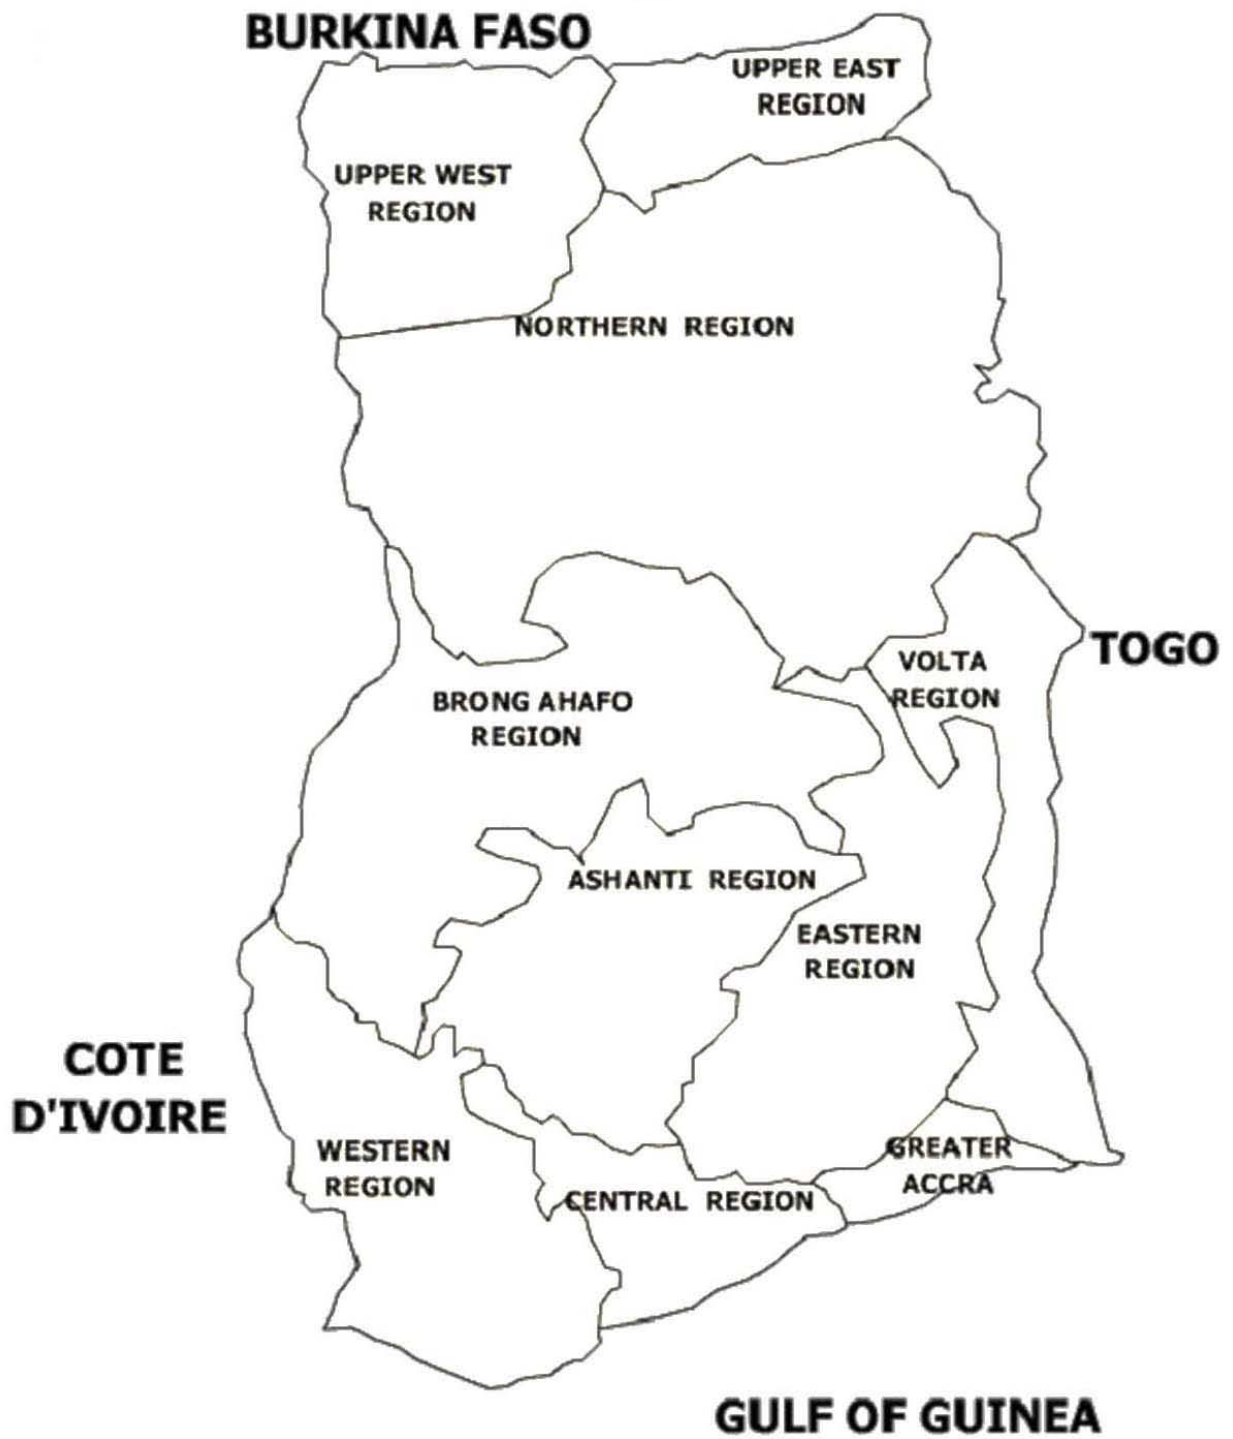 BURKINA FASO
UPPER EAST
REGION
UPPER WEST
REGION
NORTHERN REGION
VOLTA
REGION
TOGO
BRONG AHAFO
REGION
ASHANTI REGION
EASTERN
REGION
COTE
D'IVOIRE
WESTERN
REGION
GREATER
ACCRA
CENTRAL REGION
GULF OF GUINEA